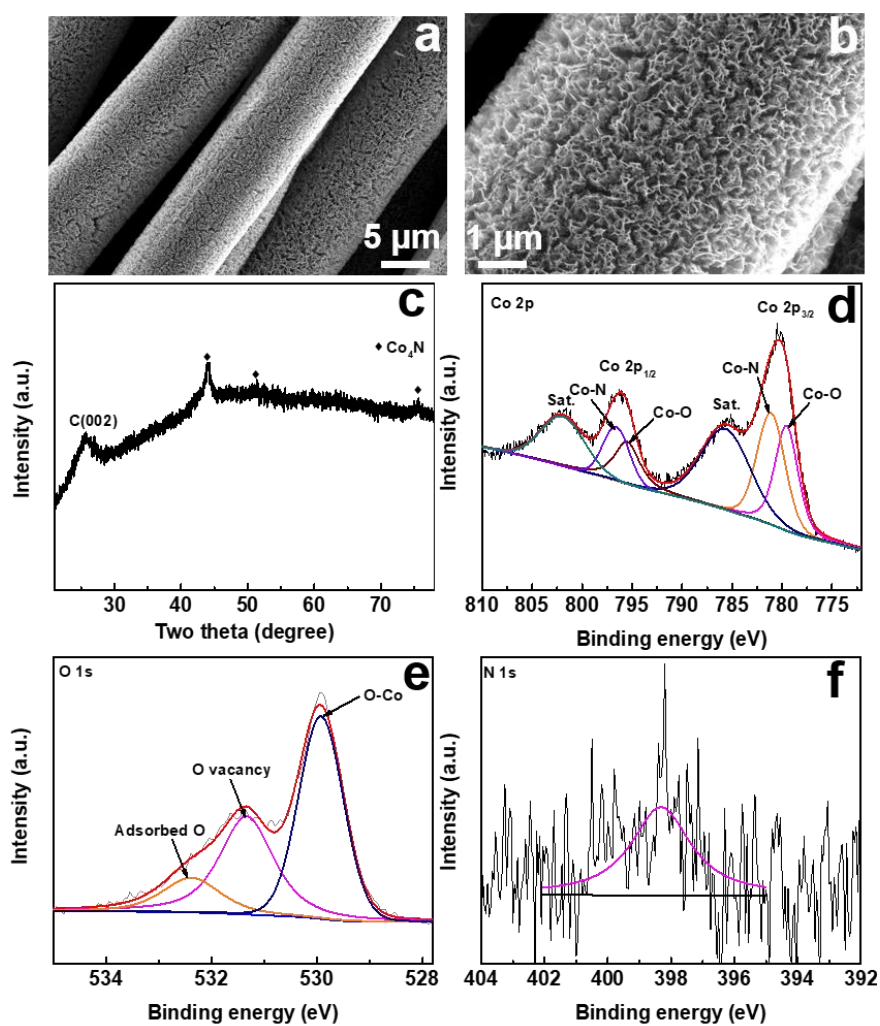 a
5 μm
b
1 μm
c
♦ Co₄N
C(002)
Intensity (a.u.)
30 40 50 60 70
Two theta (degree)
d
Co 2p
Co 2p₃/₂
Co 2p₁/₂
Co-N
Co-N
Sat.
Sat.
Co-O
Co-O
Intensity (a.u.)
810 805 800 795 790 785 780 775
Binding energy (eV)
e
O 1s
O-Co
O vacancy
Adsorbed O
Intensity (a.u.)
534 532 530 528
Binding energy (eV)
f
N 1s
Intensity (a.u.)
404 402 400 398 396 394 392
Binding energy (eV)